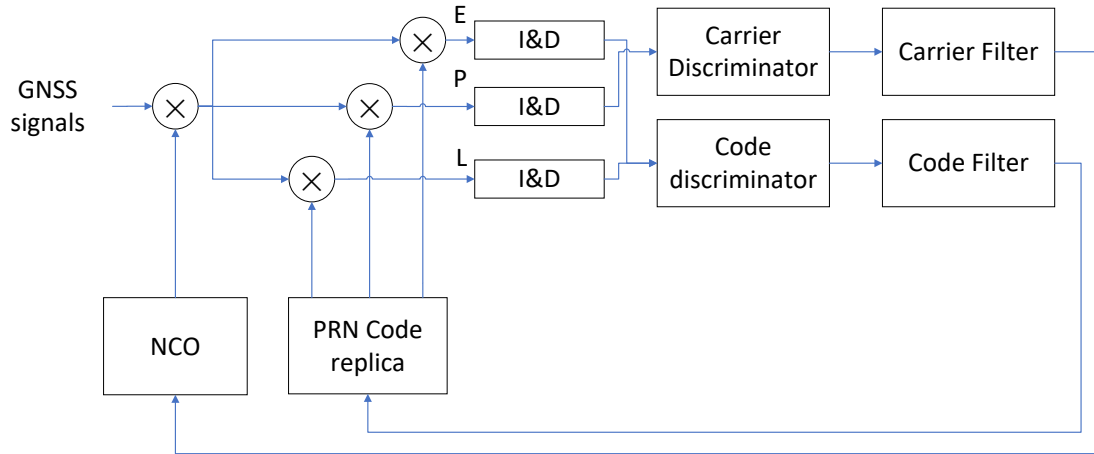 E
I&D
Carrier
Discriminator
Carrier Filter
GNSS
signals
P
I&D
L
I&D
Code
discriminator
Code Filter
NCO
PRN Code
replica